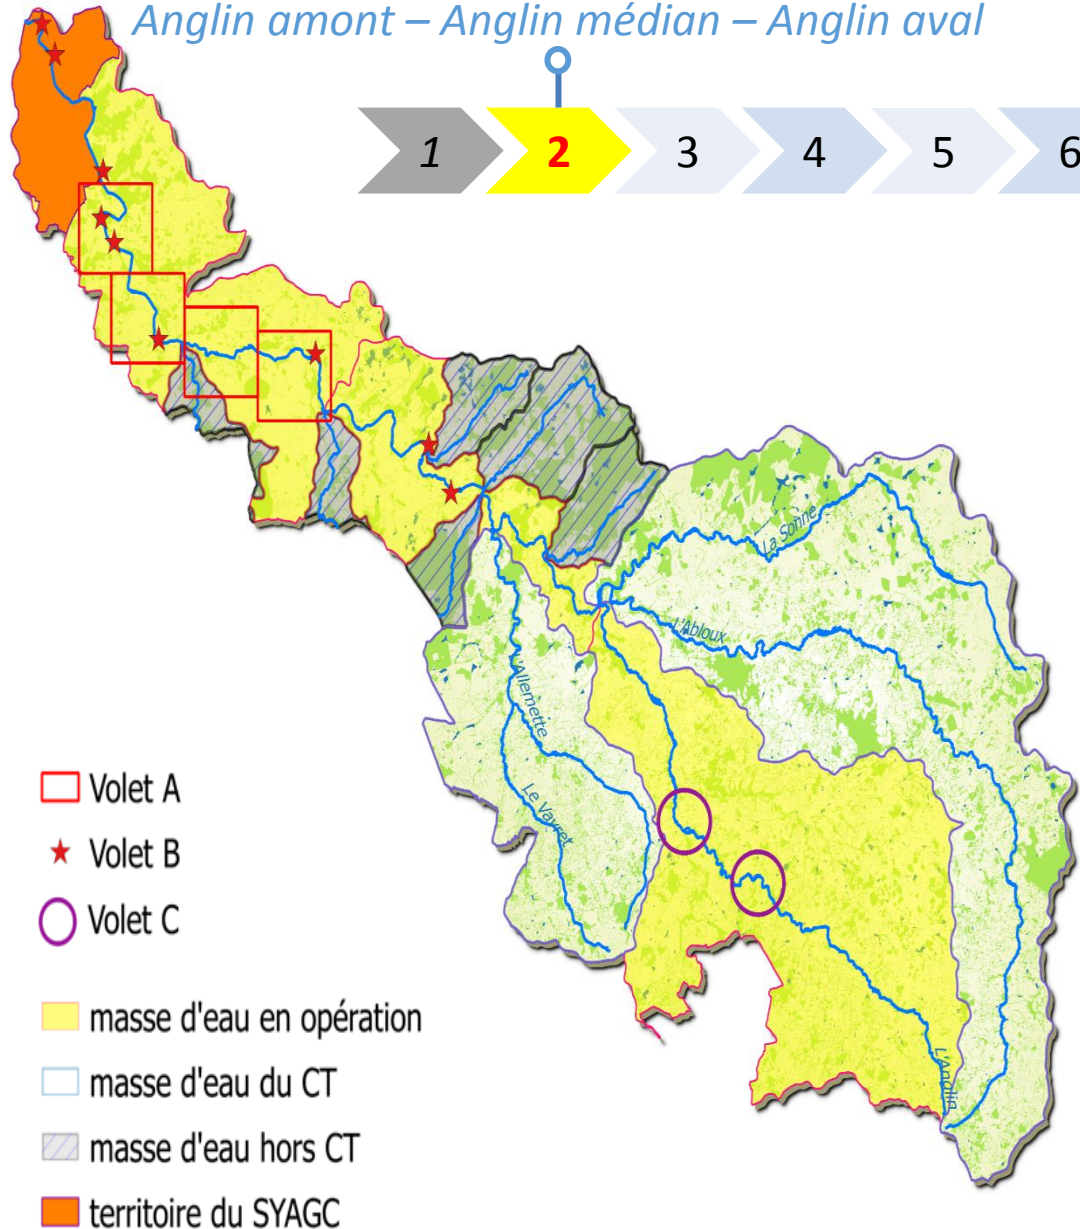 Anglin amont – Anglin médian – Anglin aval
1 2 3 4 5 6
La Sonne
L'Abloux
L'Allemette
Le Vavret
L'Anglin
Volet A
Volet B
Volet C
masse d'eau en opération
masse d'eau du CT
masse d'eau hors CT
territoire du SYAGC